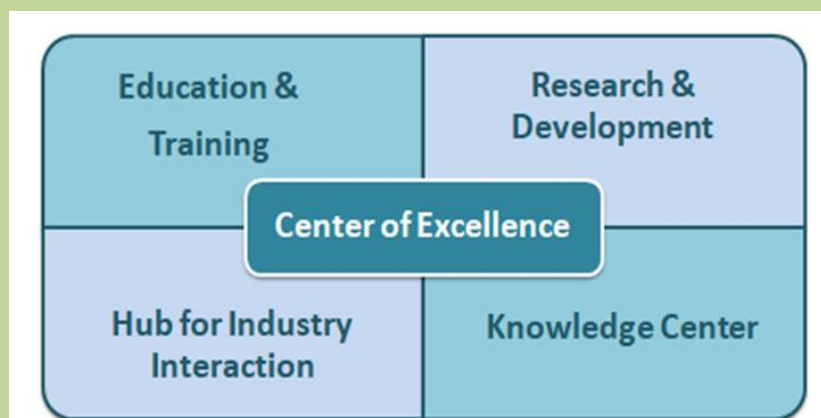 Education &
Training
Research &
Development
Center of Excellence
Hub for Industry
Interaction
Knowledge Center